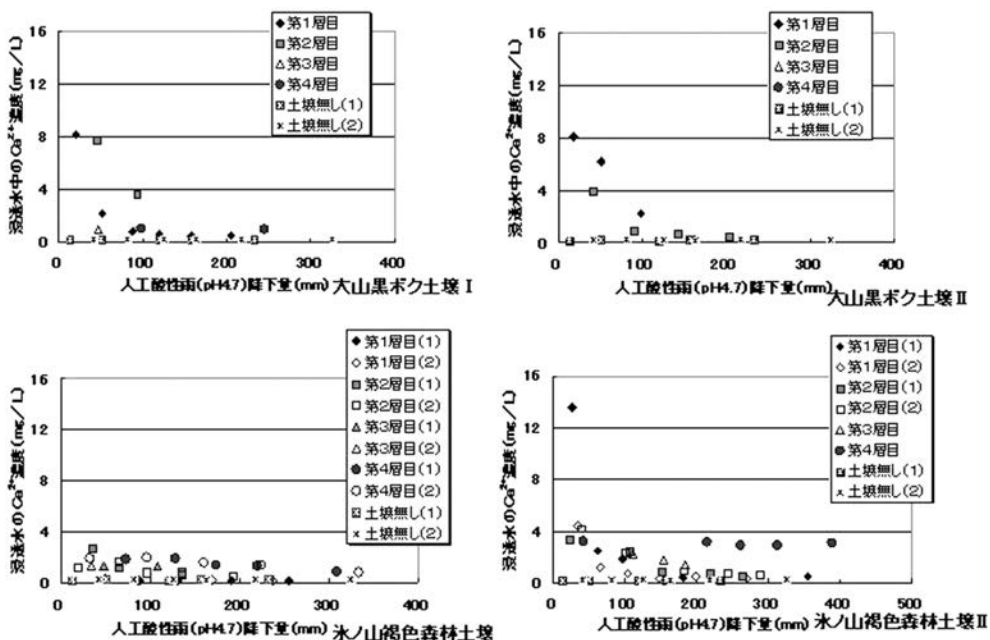 浸透水中のCa²⁺濃度(mg/L)
16
12
8
4
0
0 100 200 300 400
第1層目
第2層目
第3層目
第4層目
土壌無し(1)
土壌無し(2)
人工酸性雨(pH4.7)降下量(mm) 大山黒ボク土壌Ⅰ
浸透水中のCa²⁺濃度(mg/L)
16
12
8
4
0
0 100 200 300 400
第1層目
第2層目
第3層目
第4層目
土壌無し(1)
土壌無し(2)
人工酸性雨(pH4.7)降下量(mm) 大山黒ボク土壌Ⅱ
浸透水のCa²⁺濃度(mg/L)
16
12
8
4
0
0 100 200 300 400
第1層目(1)
第1層目(2)
第2層目(1)
第2層目(2)
第3層目(1)
第3層目(2)
第4層目(1)
第4層目(2)
土壌無し(1)
土壌無し(2)
人工酸性雨(pH4.7)降下量(mm) 氷ノ山褐色森林土壌
浸透水のCa²⁺濃度(mg/L)
16
12
8
4
0
0 100 200 300 400 500
第1層目(1)
第1層目(2)
第2層目(1)
第2層目(2)
第3層目
第4層目
土壌無し(1)
土壌無し(2)
人工酸性雨(pH4.7)降下量(mm) 氷ノ山褐色森林土壌Ⅱ